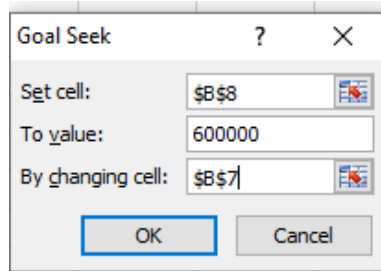 Goal Seek ? X
Set cell: $B$8
To value: 600000
By changing cell: $B$7
OK Cancel